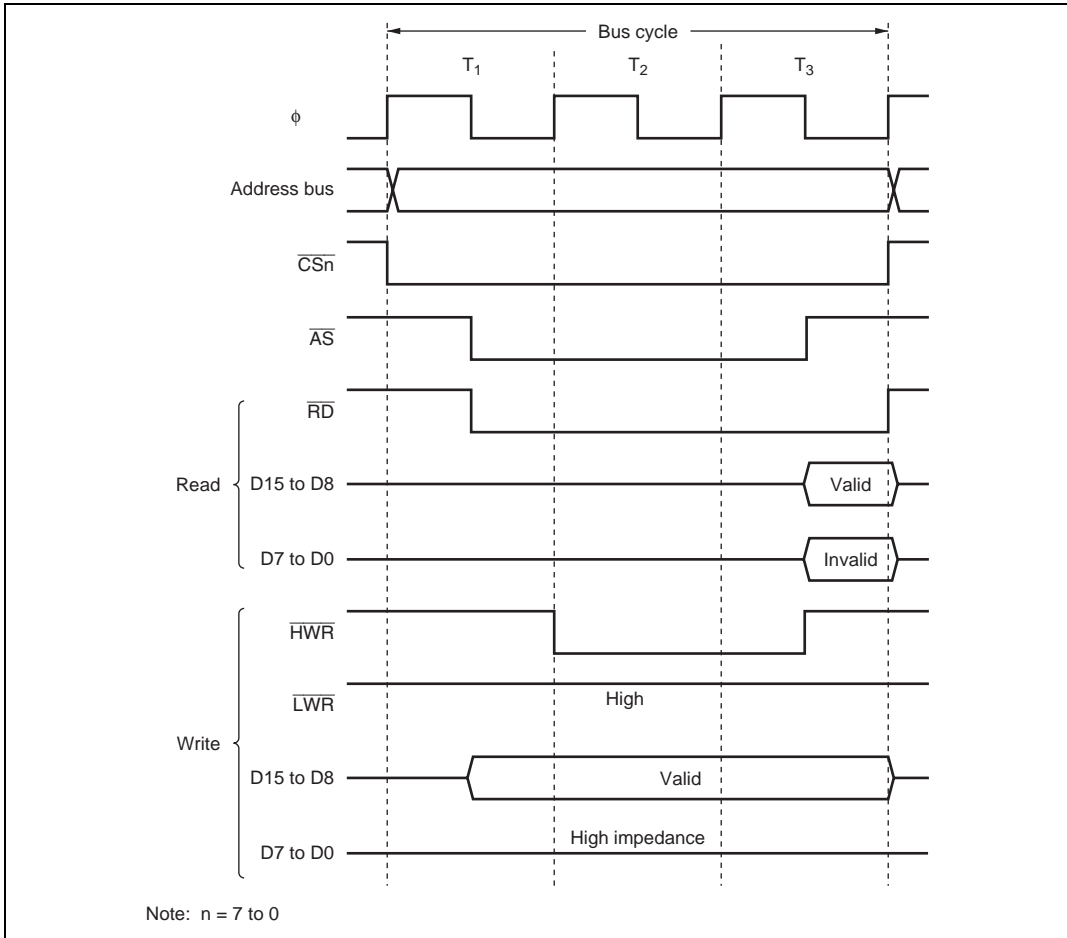 Bus cycle
T1 T2 T3
ϕ
Address bus
CSn
AS
RD
Read D15 to D8 Valid
D7 to D0 Invalid
HWR
LWR High
Write
D15 to D8 Valid
D7 to D0 High impedance
Note: n = 7 to 0